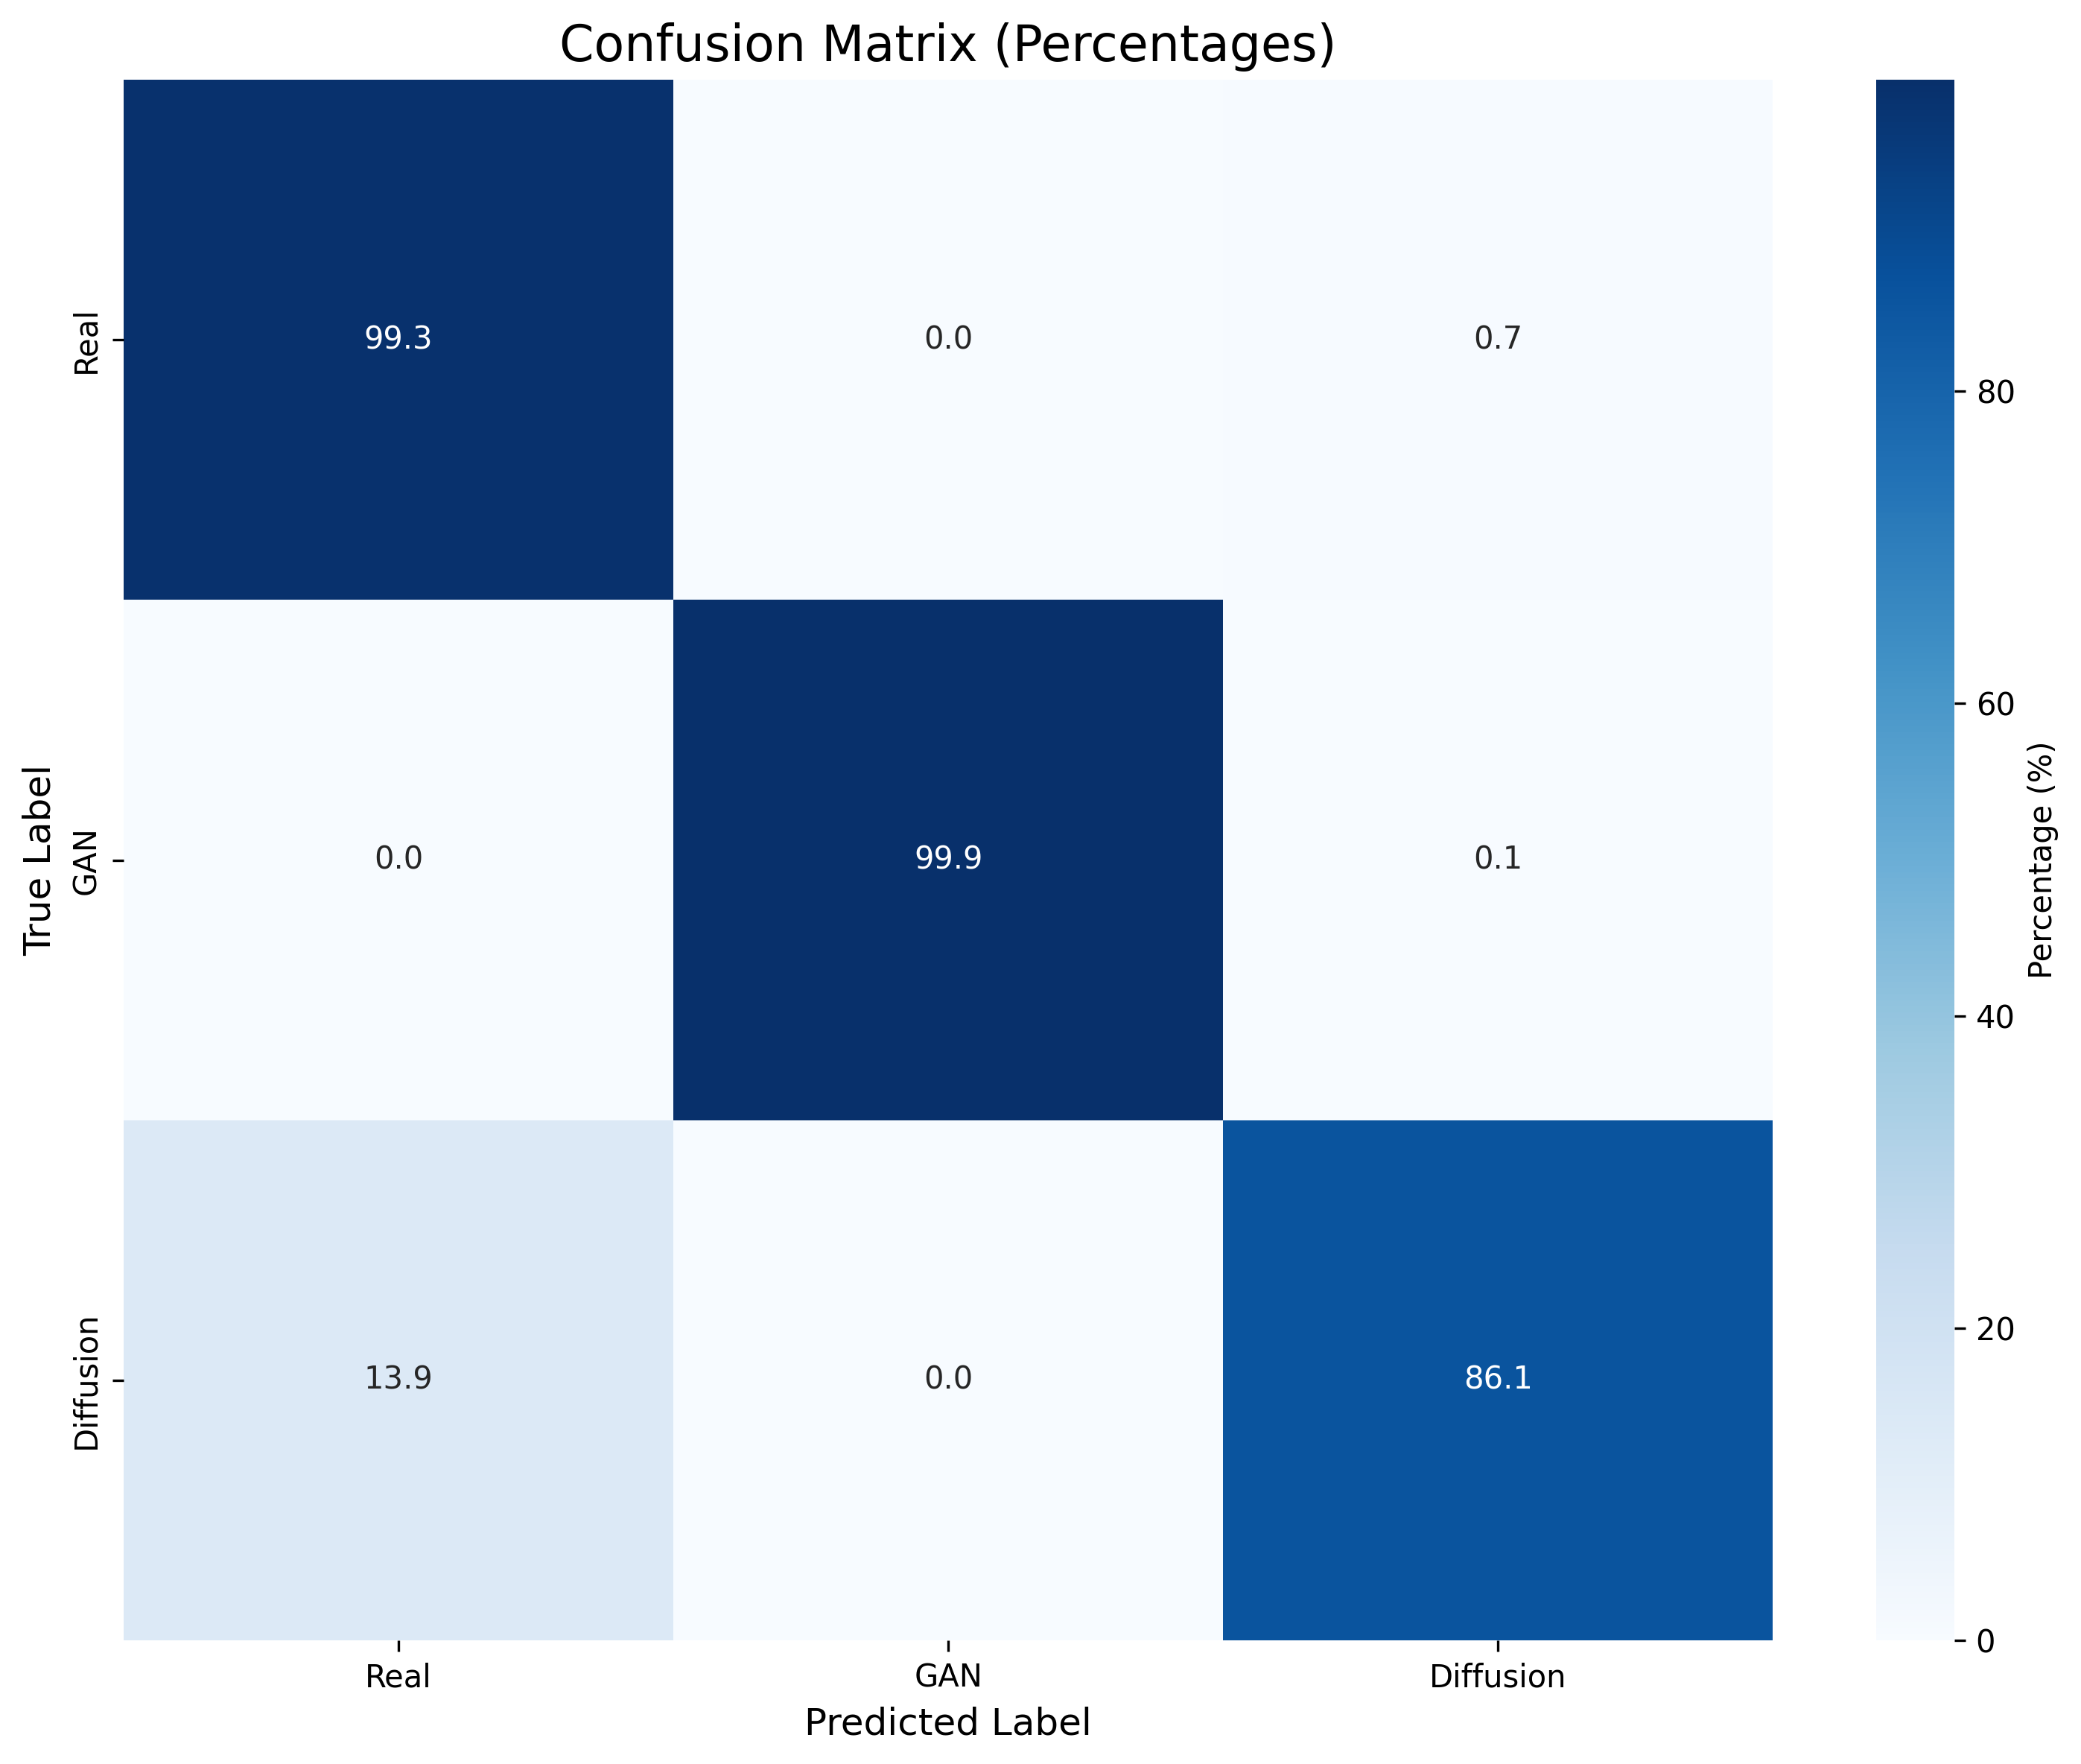 Confusion Matrix (Percentages)
True Label
Real
99.3
0.0
0.7
GAN
0.0
99.9
0.1
Diffusion
13.9
0.0
86.1
Real
GAN
Diffusion
Predicted Label
80
60
40
20
0
Percentage (%)